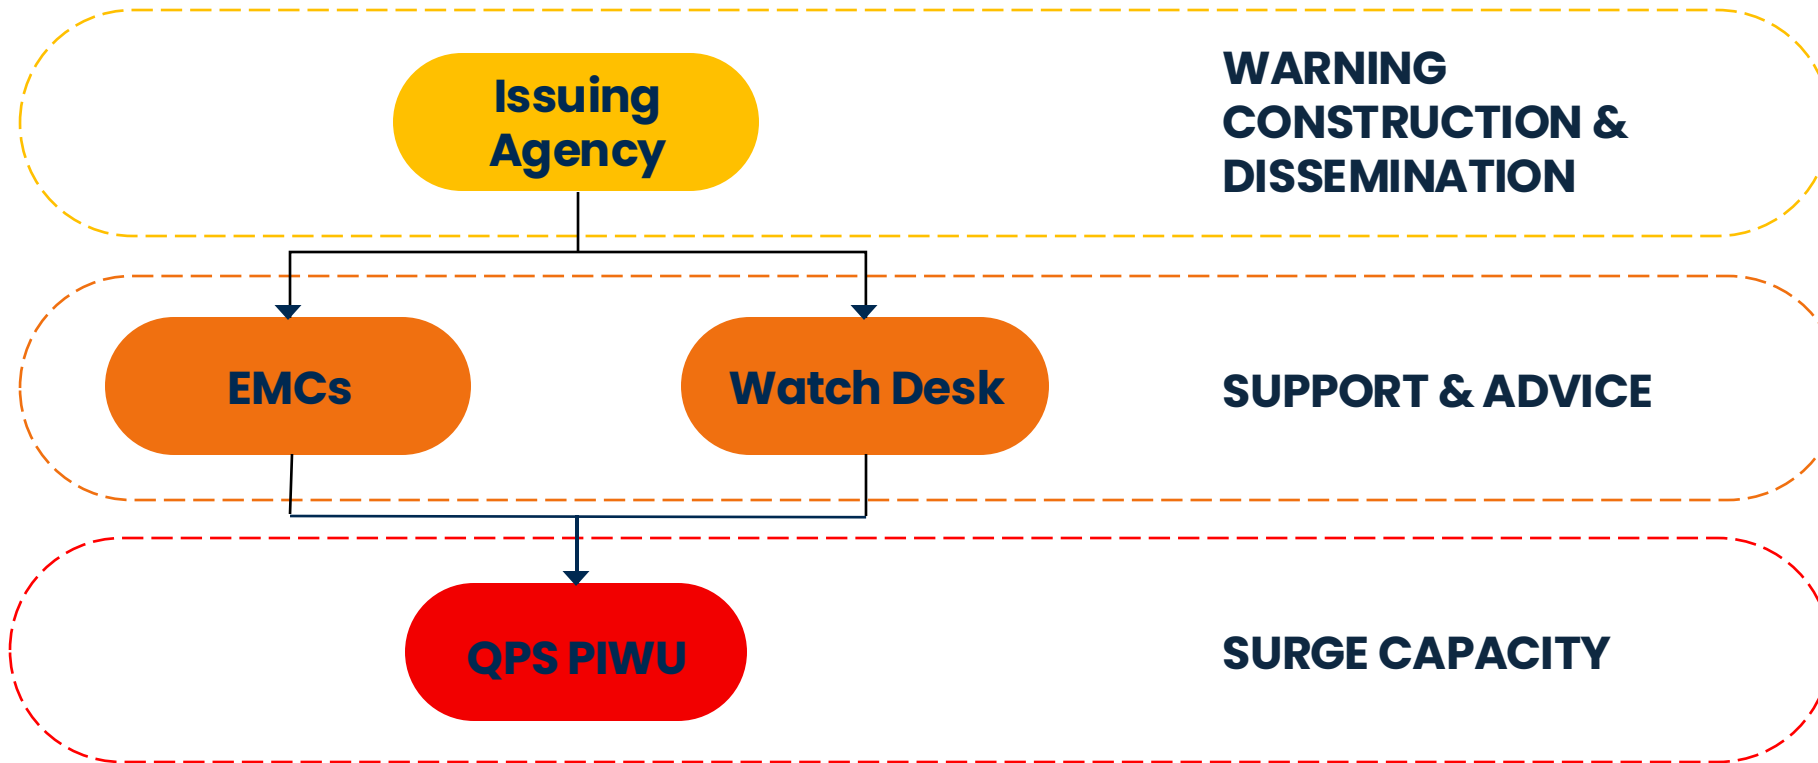 Issuing
Agency
WARNING
CONSTRUCTION &
DISSEMINATION
EMCs
Watch Desk
SUPPORT & ADVICE
QPS PIWU
SURGE CAPACITY